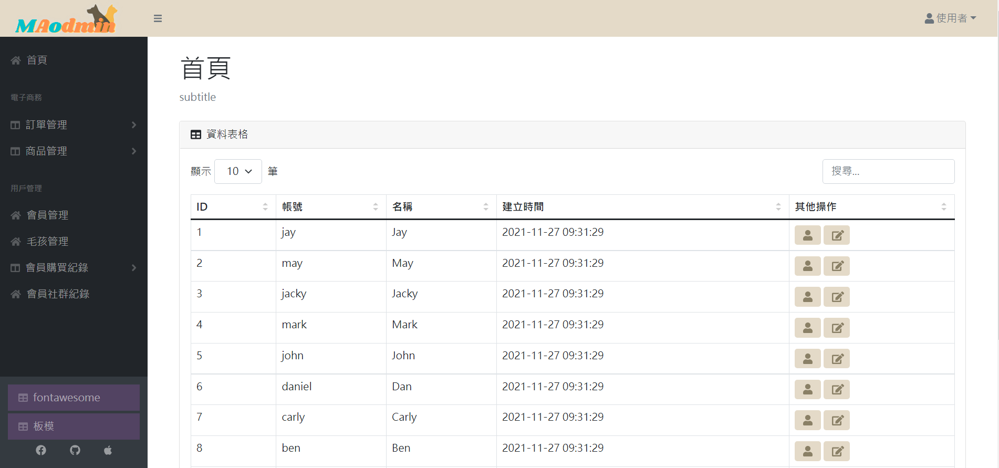 MAodmin
使用者
首頁
電子商務
訂單管理
商品管理
用戶管理
會員管理
毛孩管理
會員購買紀錄
會員社群紀錄
fontawesome
板模
首頁
subtitle
資料表格
顯示 10 筆
搜尋...
ID 帳號 名稱 建立時間 其他操作
1 jay Jay 2021-11-27 09:31:29
2 may May 2021-11-27 09:31:29
3 jacky Jacky 2021-11-27 09:31:29
4 mark Mark 2021-11-27 09:31:29
5 john John 2021-11-27 09:31:29
6 daniel Dan 2021-11-27 09:31:29
7 carly Carly 2021-11-27 09:31:29
8 ben Ben 2021-11-27 09:31:29